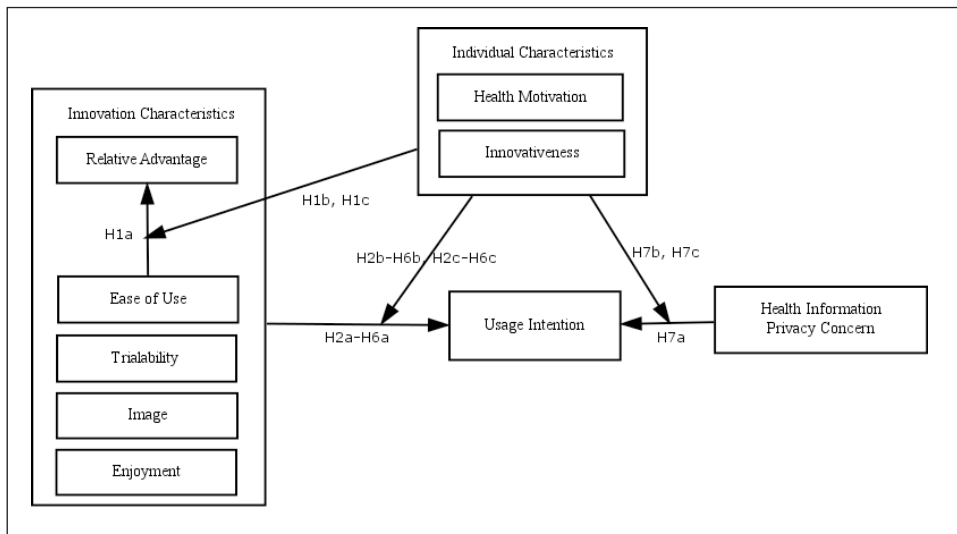 Individual Characteristics
Health Motivation
Innovativeness
Innovation Characteristics
Relative Advantage
H1b, H1c
H1a
H2b-H6b, H2c-H6c
H7b, H7c
Ease of Use
Usage Intention
Health Information
Privacy Concern
H2a-H6a
H7a
Trialability
Image
Enjoyment